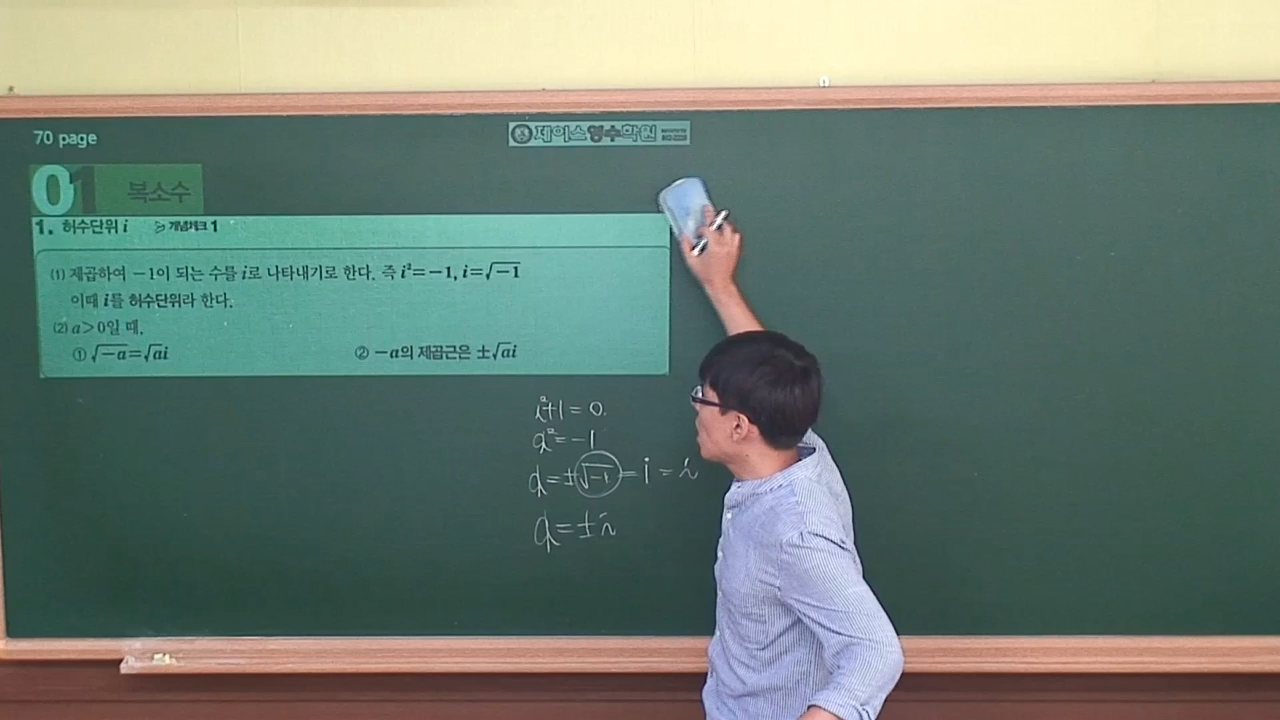 70 page
제이스영수학원
01 복소수
1. 허수단위 i 개념체크 1
(1) 제곱하여 -1이 되는 수를 i로 나타내기로 한다. 즉 i²=-1, i=√-1
이때 i를 허수단위라 한다.
(2) a>0일 때,
① √-a=√ai ② -a의 제곱근은 ±√ai
x²+1=0.
x²=-1
x=±√-1=i=i
x=±i